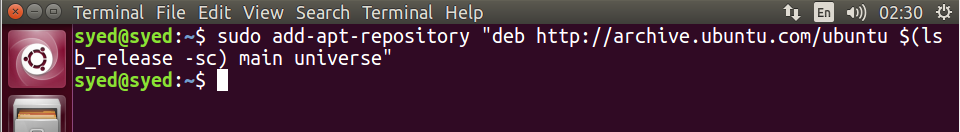 Terminal File Edit View Search Terminal Help En 02:30
syed@syed:~$ sudo add-apt-repository "deb http://archive.ubuntu.com/ubuntu $(ls
b_release -sc) main universe"
syed@syed:~$